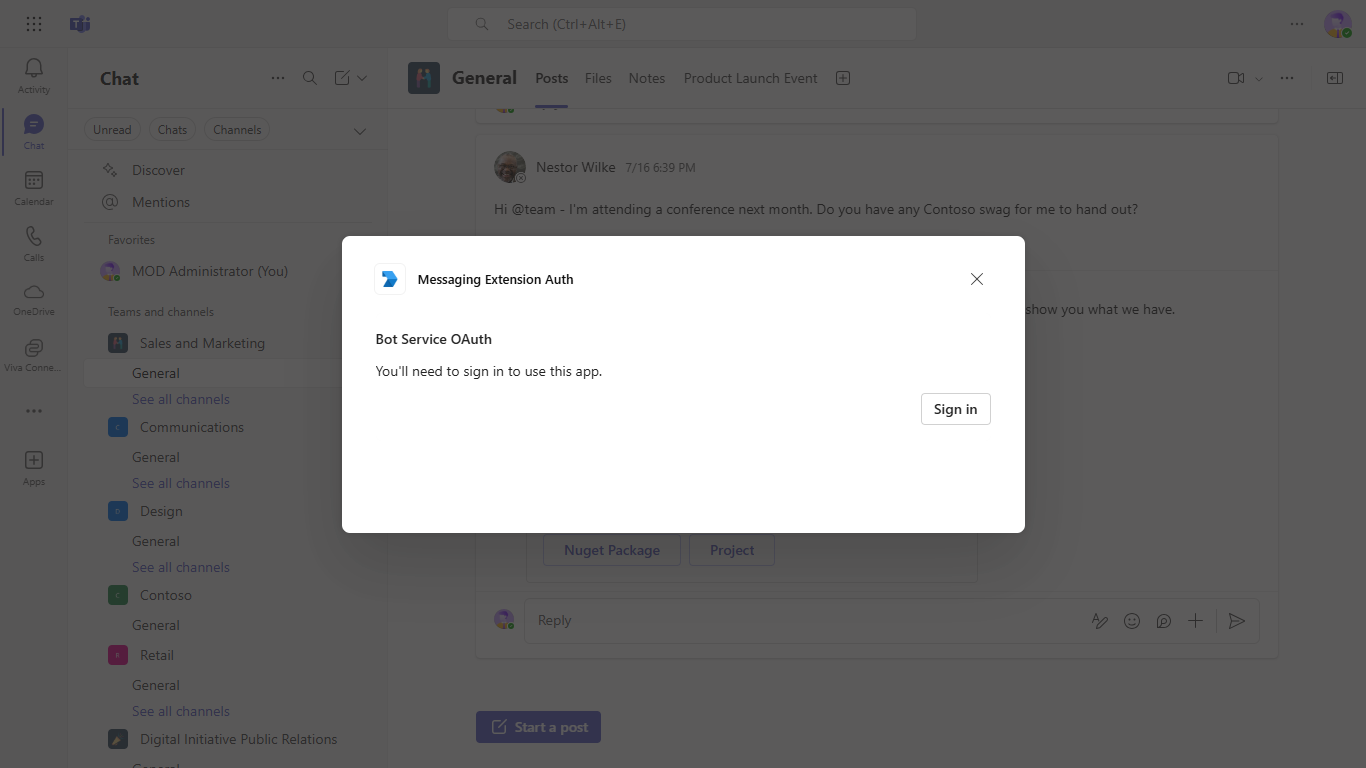 Search (Ctrl+Alt+E)
Activity
Chat
Calendar
Calls
OneDrive
Viva Conne...
Apps
Chat
Unread
Chats
Channels
Discover
Mentions
Favorites
MOD Administrator (You)
Teams and channels
Sales and Marketing
General
See all channels
C
Communications
General
See all channels
D
Design
General
See all channels
C
Contoso
General
R
Retail
General
See all channels
Digital Initiative Public Relations
General
General
Posts
Files
Notes
Product Launch Event
Nestor Wilke 7/16 6:39 PM
Hi @team - I'm attending a conference next month. Do you have any Contoso swag for me to hand out?
show you what we have.
Messaging Extension Auth
Bot Service OAuth
You'll need to sign in to use this app.
Sign in
Nuget Package
Project
Reply
Start a post